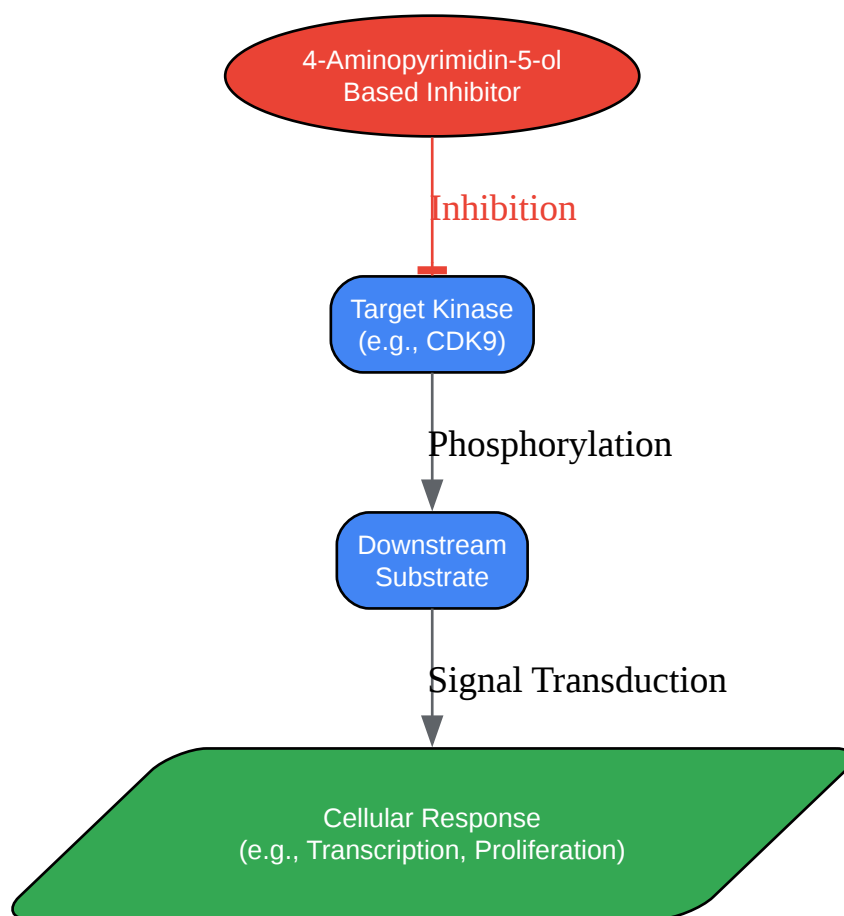 4-Aminopyrimidin-5-ol
Based Inhibitor
Inhibition
Target Kinase
(e.g., CDK9)
Phosphorylation
Downstream
Substrate
Signal Transduction
Cellular Response
(e.g., Transcription, Proliferation)